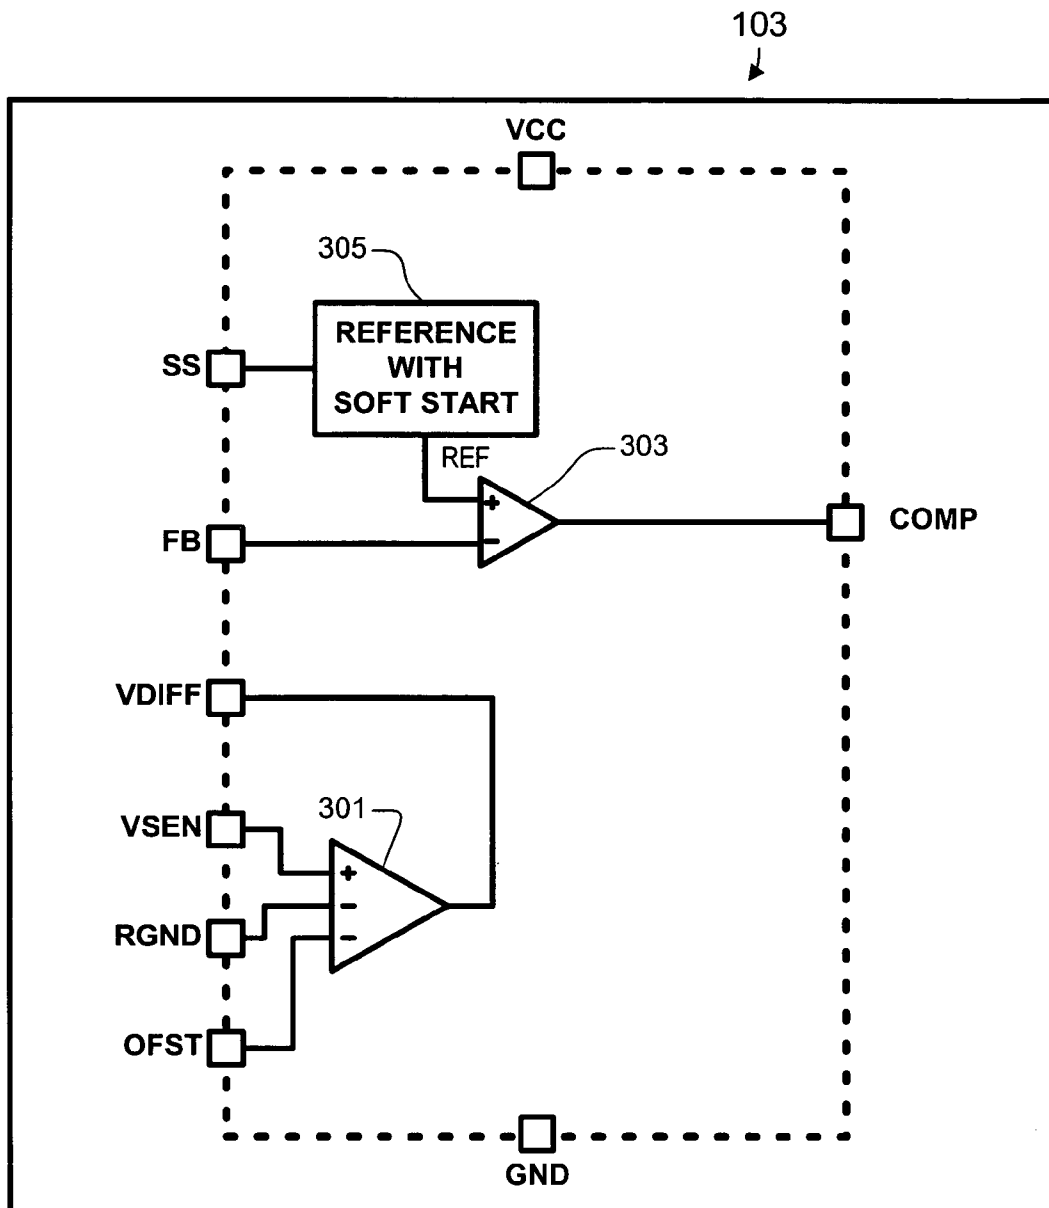 103
VCC
305
REFERENCE
WITH
SOFT START
SS
REF
303
+
FB
−
COMP
VDIFF
301
VSEN
+
RGND
−
−
OFST
GND